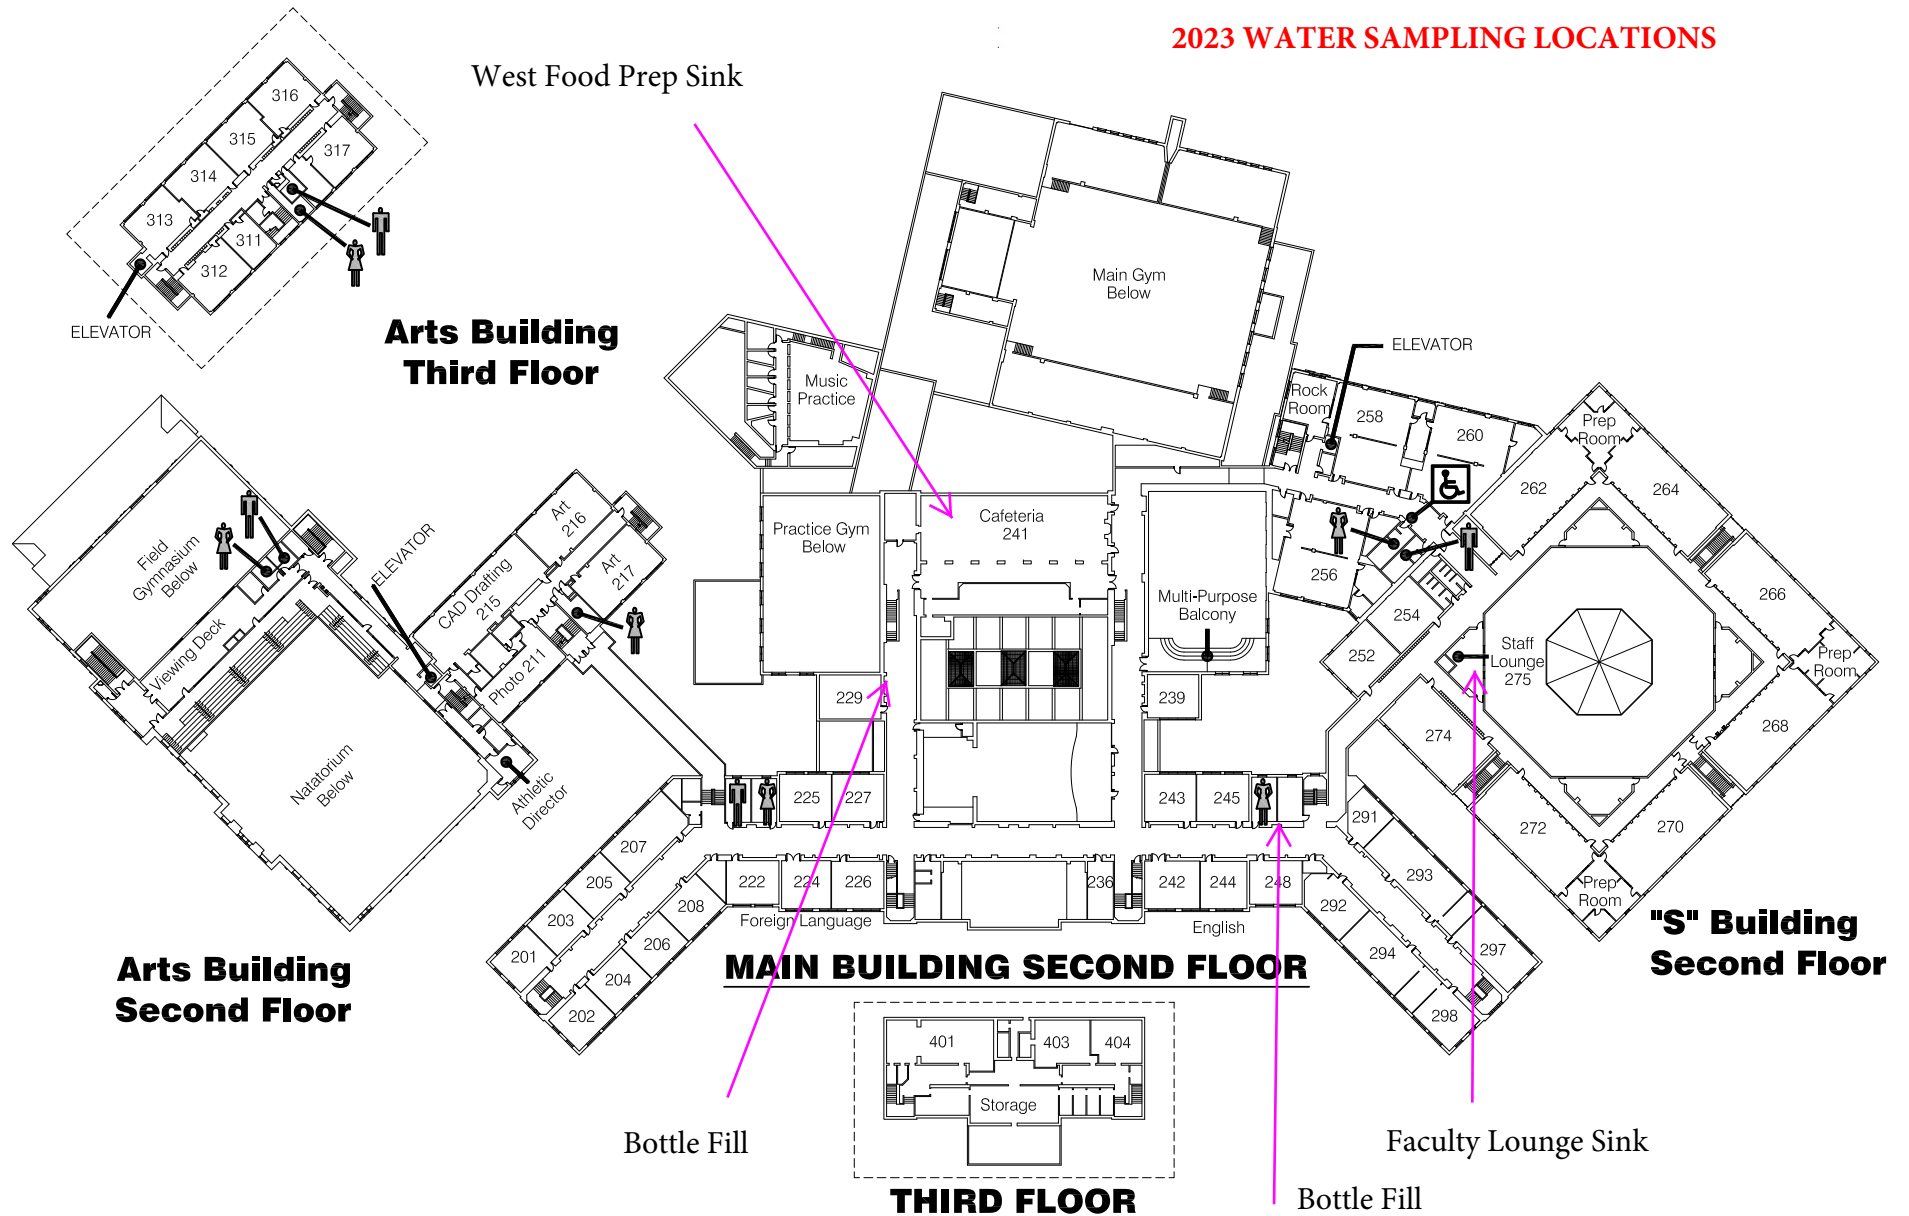 2023 WATER SAMPLING LOCATIONS
West Food Prep Sink
316
315
317
314
313
311
312
ELEVATOR
Arts Building
Third Floor
Main Gym
Below
ELEVATOR
Music
Practice
Rock
Room
258
260
Prep
Room
262
264
Field
Gymnasium
Below
Viewing Deck
Natatorium
Below
ELEVATOR
Art
216
Art
217
CAD Drafting
215
Photo 211
Athletic
Director
Practice Gym
Below
Cafeteria
241
Multi-Purpose
Balcony
256
254
252
266
Prep
Room
Staff
Lounge
275
268
274
272
270
Prep
Room
229
239
225
227
243
245
291
293
207
205
203
201
222
224
226
236
242
244
248
208
206
204
202
292
294
297
298
Foreign Language
English
"S" Building
Second Floor
Arts Building
Second Floor
MAIN BUILDING SECOND FLOOR
401
403
404
Storage
THIRD FLOOR
Bottle Fill
Faculty Lounge Sink
Bottle Fill